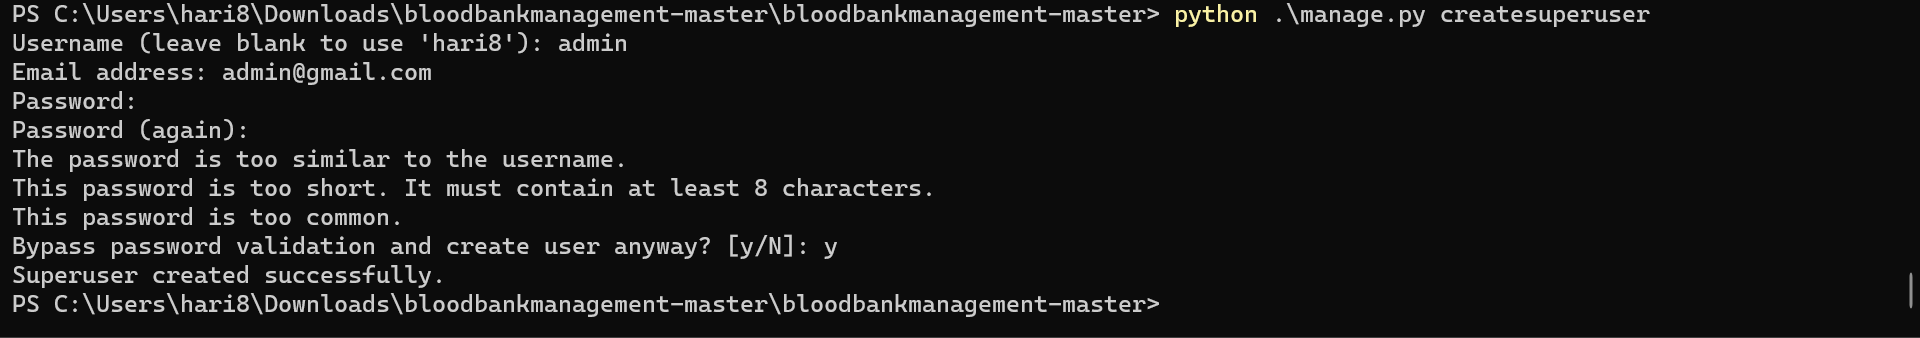 PS C:\Users\hari8\Downloads\bloodbankmanagement-master\bloodbankmanagement-master> python .\manage.py createsuperuser
Username (leave blank to use 'hari8'): admin
Email address: admin@gmail.com
Password:
Password (again):
The password is too similar to the username.
This password is too short. It must contain at least 8 characters.
This password is too common.
Bypass password validation and create user anyway? [y/N]: y
Superuser created successfully.
PS C:\Users\hari8\Downloads\bloodbankmanagement-master\bloodbankmanagement-master>